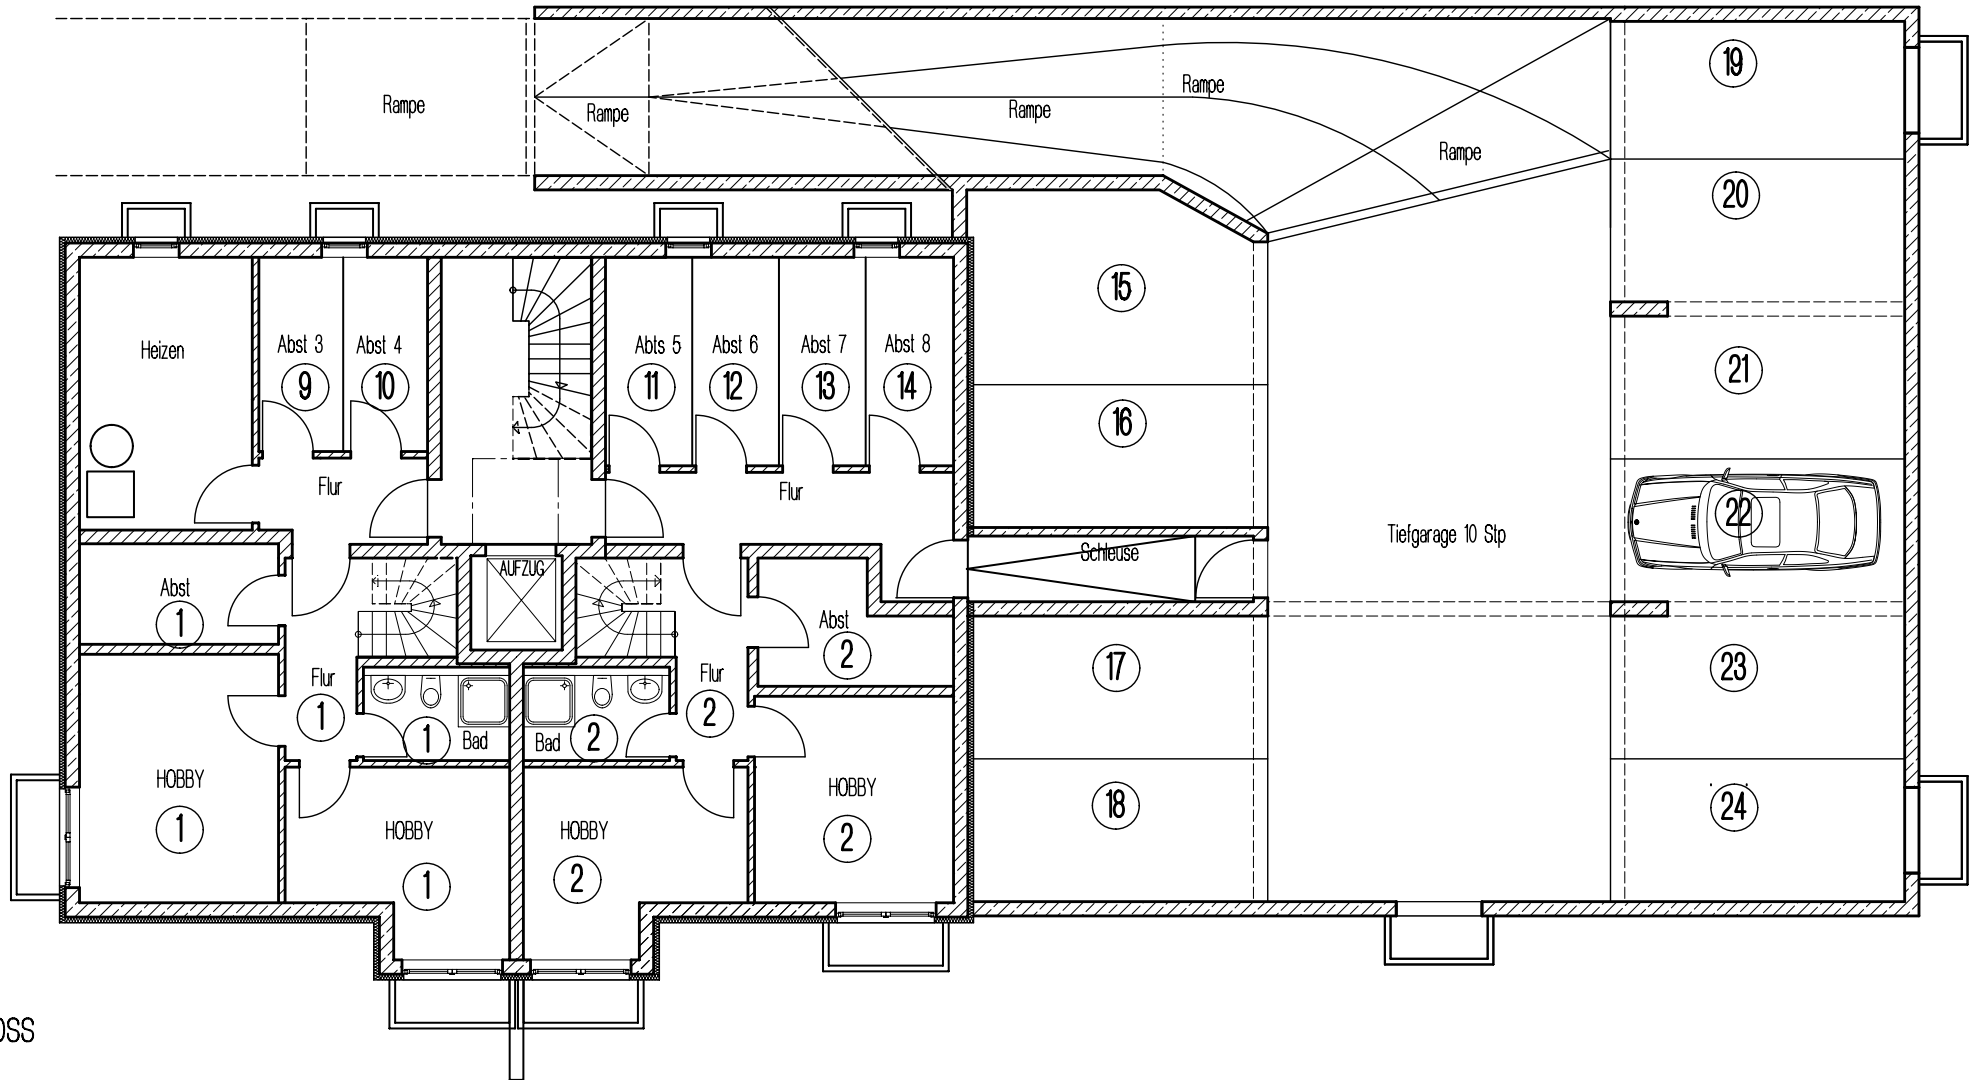 Rampe
Rampe
Rampe
Rampe
Rampe
19
20
15
21
Heizen
Abst 3
9
Abst 4
10
Abts 5
11
Abst 6
12
Abst 7
13
Abst 8
14
16
Flur
Flur
22
Tiefgarage 10 Stp
Schleuse
AUFZUG
Abst
1
Abst
2
17
23
Flur
1
Flur
2
1
Bad
Bad
2
HOBBY
1
HOBBY
1
HOBBY
2
HOBBY
2
18
24
OSS